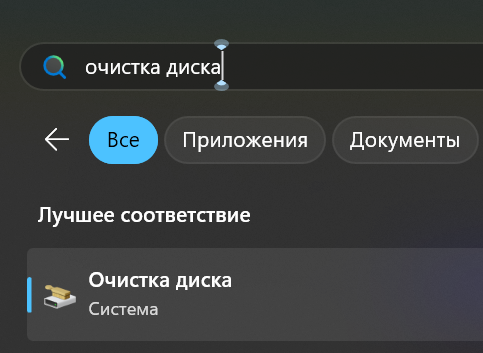 очистка диска
Все Приложения Документы
Лучшее соответствие
Очистка диска
Система